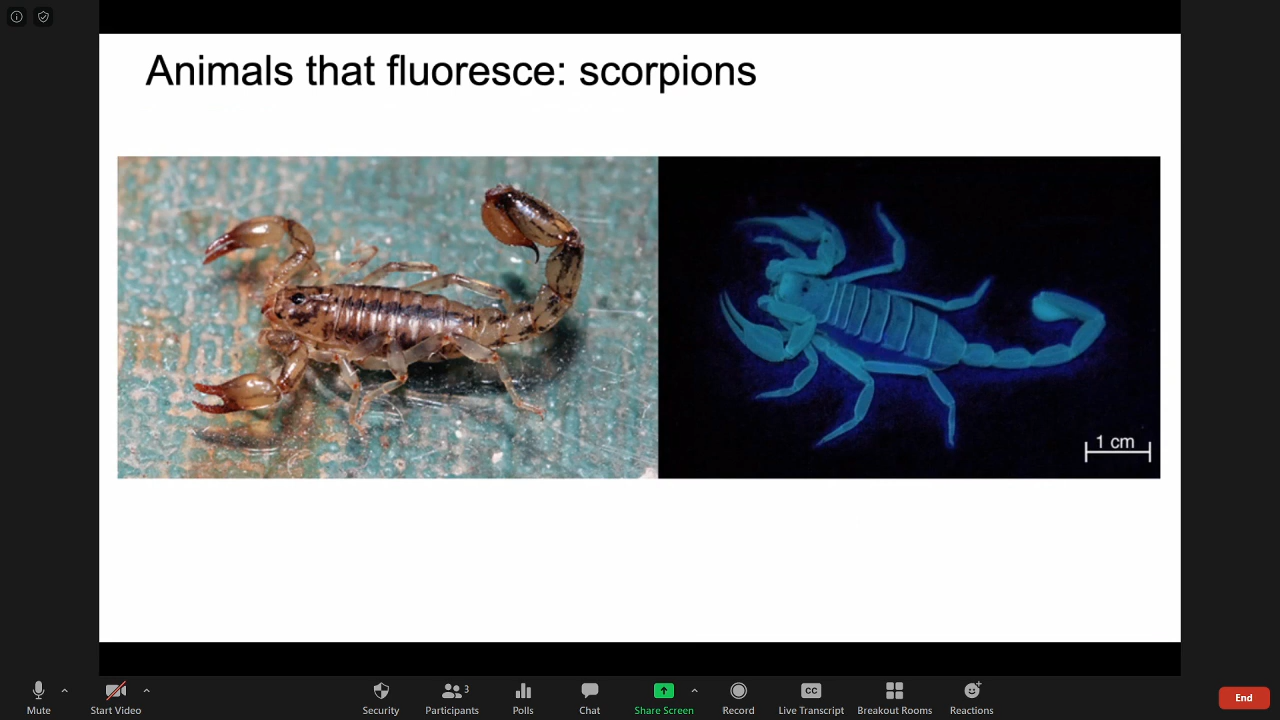 Animals that fluoresce: scorpions
1 cm
3
Mute
Start Video
Security
Participants
Polls
Chat
Share Screen
Record
CC
Live Transcript
Breakout Rooms
Reactions
End